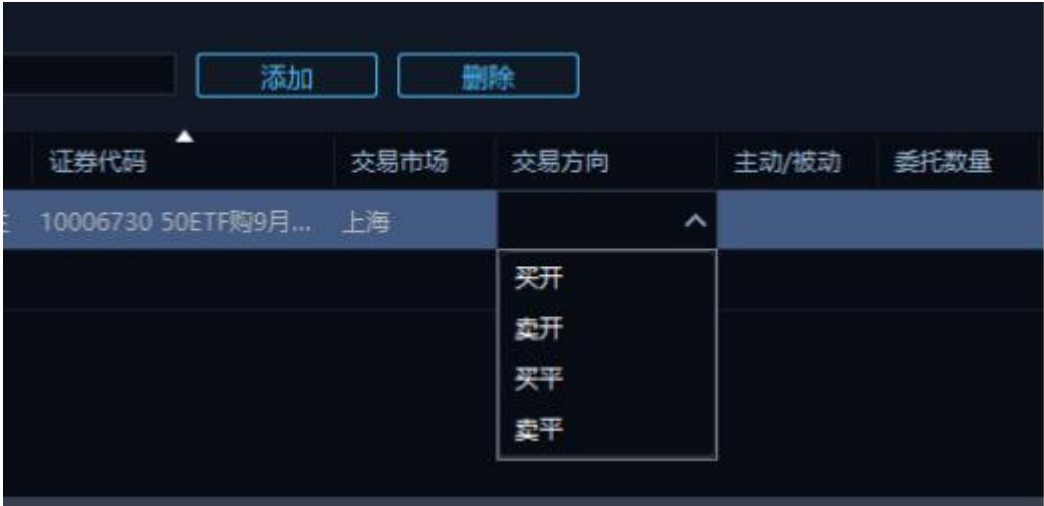 添加 删除
证券代码 交易市场 交易方向 主动/被动 委托数量
10006730 50ETF购9月... 上海
买开
卖开
买平
卖平